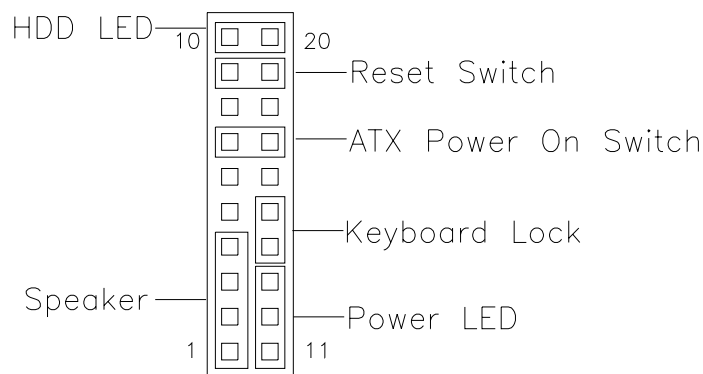 HDD LED
10 20
Reset Switch
ATX Power On Switch
Keyboard Lock
Speaker
Power LED
1 11